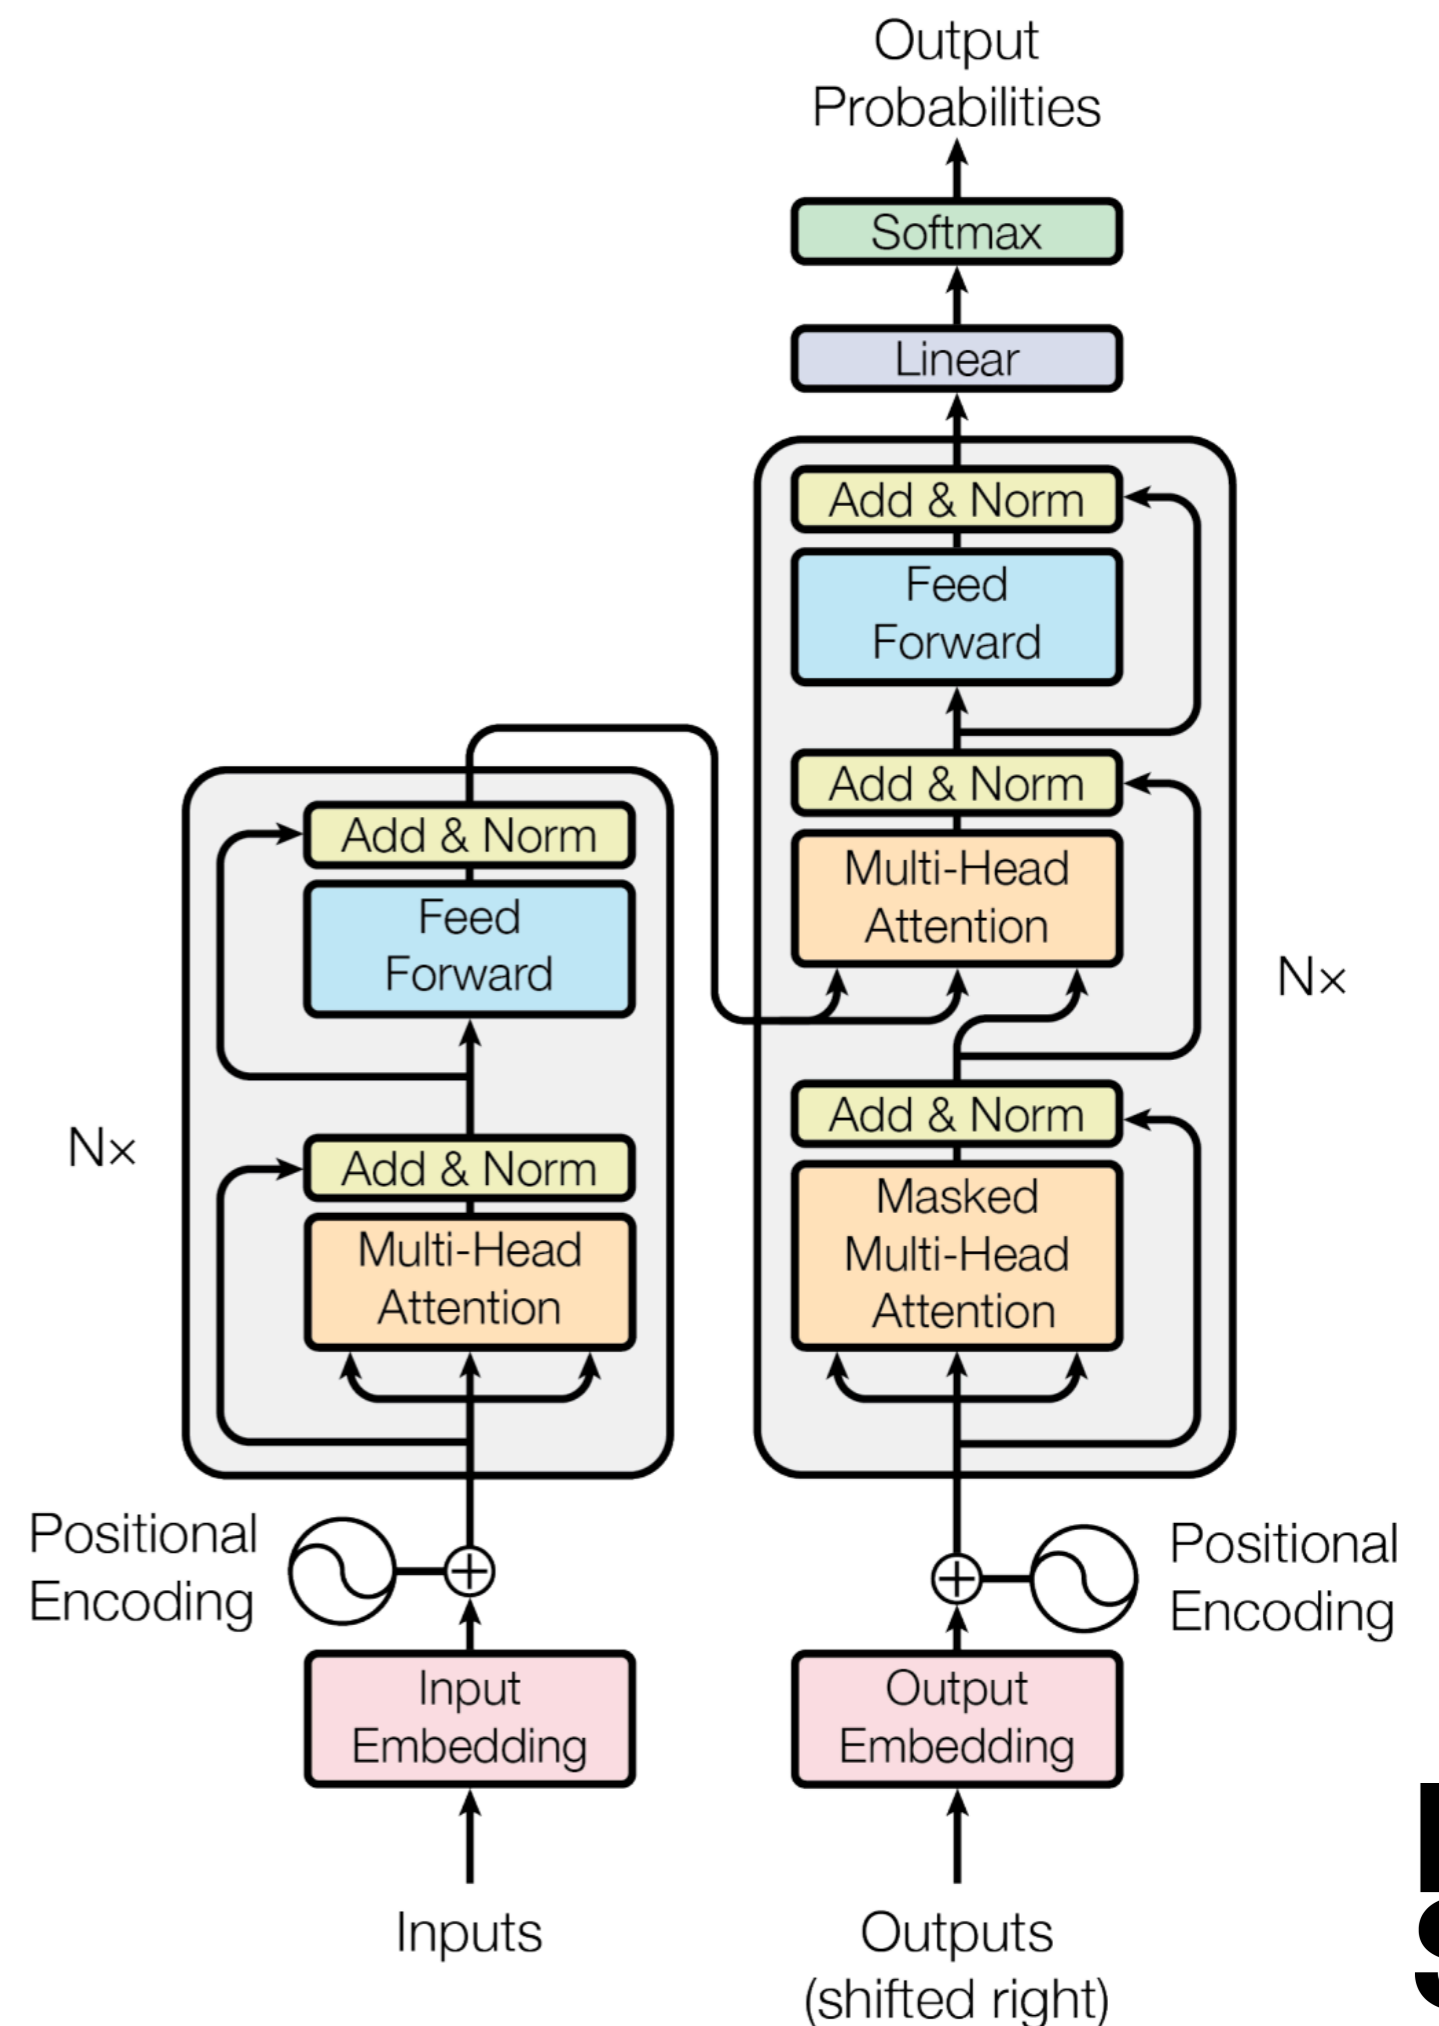 Output
Probabilities
Softmax
Linear
Add & Norm
Feed
Forward
Add & Norm
Multi-Head
Attention
Add & Norm
Masked
Multi-Head
Attention
Nx
Add & Norm
Feed
Forward
Add & Norm
Multi-Head
Attention
Nx
Positional
Encoding
Input
Embedding
Inputs
Positional
Encoding
Output
Embedding
Outputs
(shifted right)